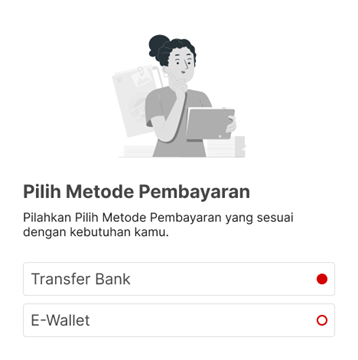 Pilih Metode Pembayaran
Pilahkan Pilih Metode Pembayaran yang sesuai
dengan kebutuhan kamu.
Transfer Bank
E-Wallet